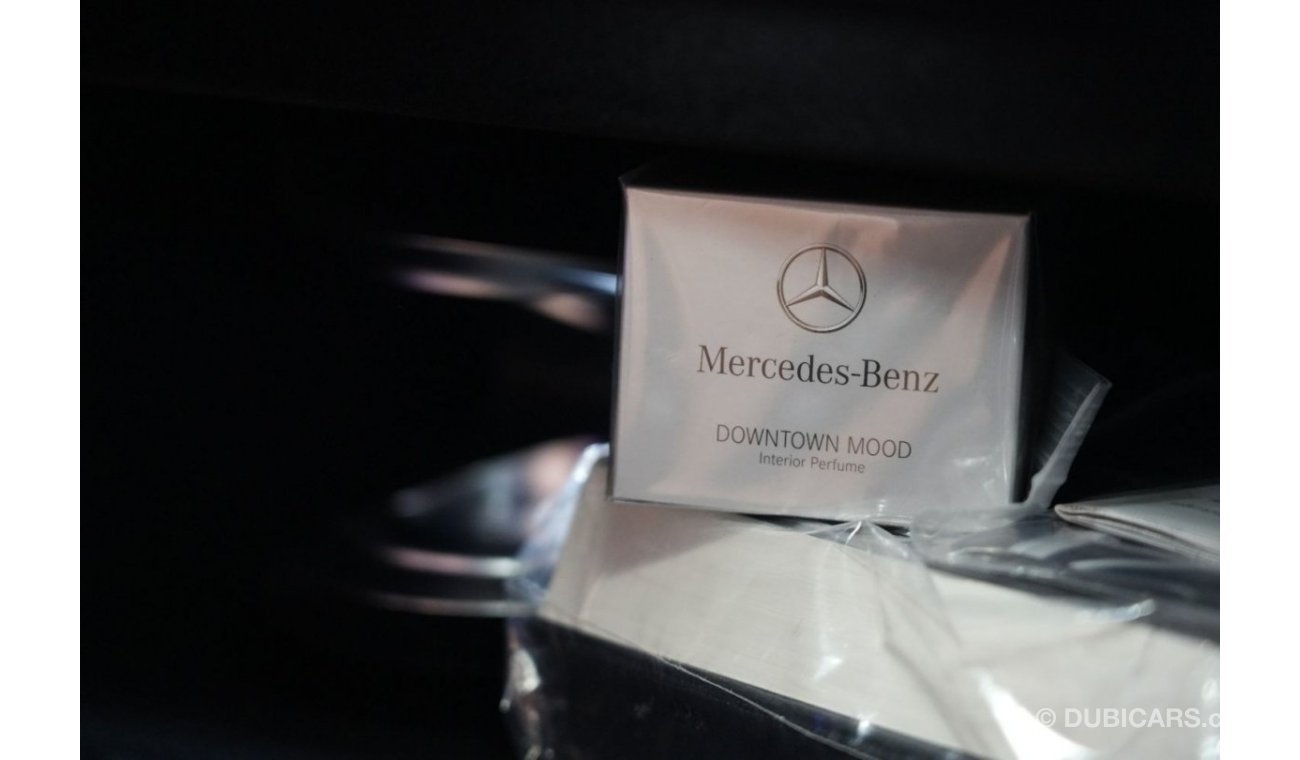 Mercedes-Benz
DOWNTOWN MOOD
Interior Perfume
© DUBICARS.c